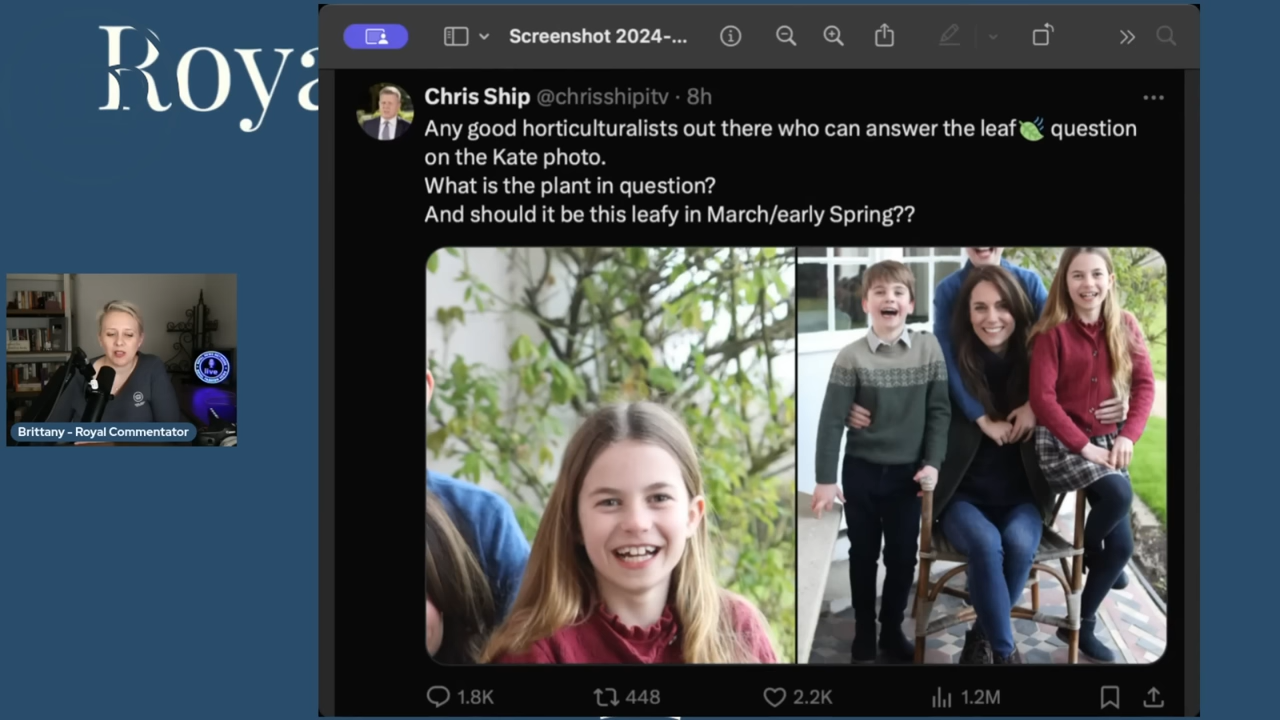 Roya
Screenshot 2024-...
Chris Ship @chrisshipitv · 8h
Any good horticulturalists out there who can answer the leaf🍃 question
on the Kate photo.
What is the plant in question?
And should it be this leafy in March/early Spring??
live
Brittany - Royal Commentator
1.8K
448
2.2K
1.2M